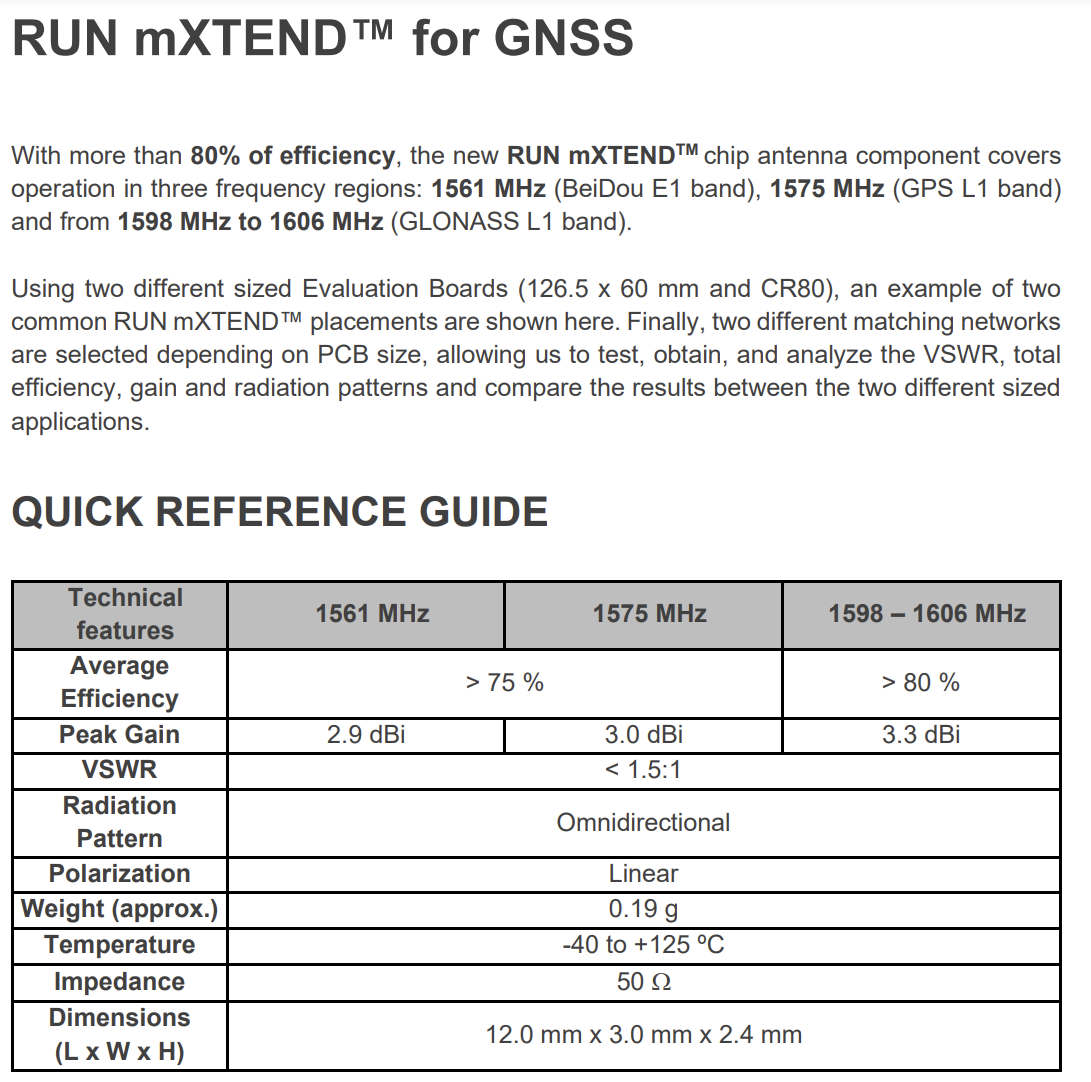 RUN mXTEND™ for GNSS
With more than 80% of efficiency, the new RUN mXTEND™ chip antenna component covers
operation in three frequency regions: 1561 MHz (BeiDou E1 band), 1575 MHz (GPS L1 band)
and from 1598 MHz to 1606 MHz (GLONASS L1 band).
Using two different sized Evaluation Boards (126.5 x 60 mm and CR80), an example of two
common RUN mXTEND™ placements are shown here. Finally, two different matching networks
are selected depending on PCB size, allowing us to test, obtain, and analyze the VSWR, total
efficiency, gain and radiation patterns and compare the results between the two different sized
applications.
QUICK REFERENCE GUIDE
Technical
features
1561 MHz
1575 MHz
1598 – 1606 MHz
Average
Efficiency
> 75 %
> 80 %
Peak Gain
2.9 dBi
3.0 dBi
3.3 dBi
VSWR
< 1.5:1
Radiation
Pattern
Omnidirectional
Polarization
Linear
Weight (approx.)
0.19 g
Temperature
-40 to +125 ºC
Impedance
50 Ω
Dimensions
(L x W x H)
12.0 mm x 3.0 mm x 2.4 mm